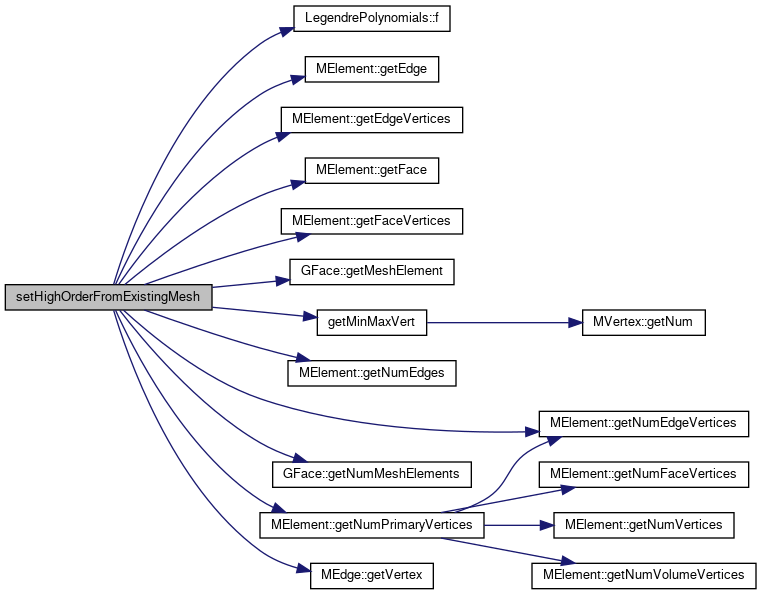 LegendrePolynomials::f
MElement::getEdge
MElement::getEdgeVertices
MElement::getFace
MElement::getFaceVertices
GFace::getMeshElement
setHighOrderFromExistingMesh
getMinMaxVert
MVertex::getNum
MElement::getNumEdges
MElement::getNumEdgeVertices
GFace::getNumMeshElements
MElement::getNumFaceVertices
MElement::getNumPrimaryVertices
MElement::getNumVertices
MEdge::getVertex
MElement::getNumVolumeVertices